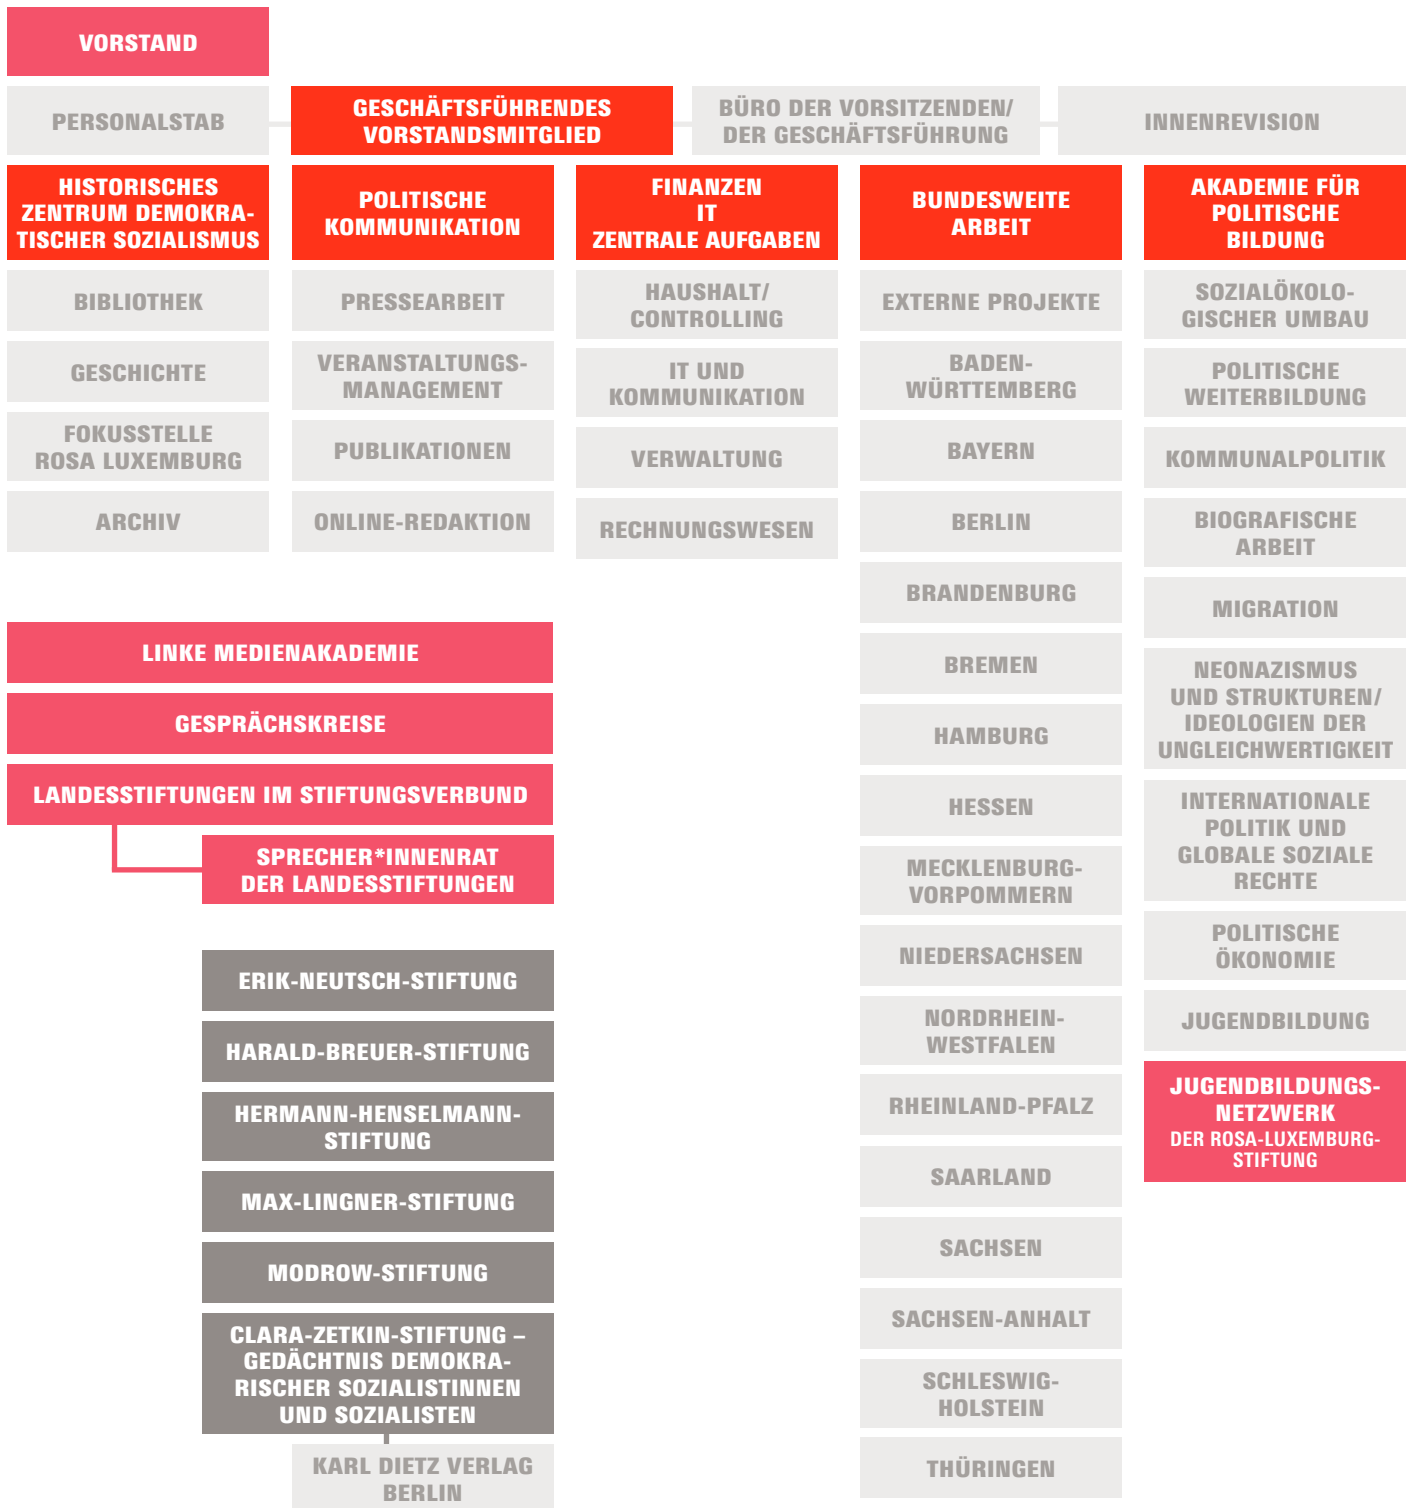 VORSTAND
PERSONALSTAB
GESCHÄFTSFÜHRENDES
VORSTANDSMITGLIED
BÜRO DER VORSITZENDEN/
DER GESCHÄFTSFÜHRUNG
INNENREVISION
HISTORISCHES
ZENTRUM DEMOKRA-
TISCHER SOZIALISMUS
BIBLIOTHEK
GESCHICHTE
FOKUSSTELLE
ROSA LUXEMBURG
ARCHIV
POLITISCHE
KOMMUNIKATION
PRESSEARBEIT
VERANSTALTUNGS-
MANAGEMENT
PUBLIKATIONEN
ONLINE-REDAKTION
FINANZEN
IT
ZENTRALE AUFGABEN
HAUSHALT/
CONTROLLING
IT UND
KOMMUNIKATION
VERWALTUNG
RECHNUNGSWESEN
BUNDESWEITE
ARBEIT
EXTERNE PROJEKTE
BADEN-
WÜRTTEMBERG
BAYERN
BERLIN
BRANDENBURG
BREMEN
HAMBURG
HESSEN
MECKLENBURG-
VORPOMMERN
NIEDERSACHSEN
NORDRHEIN-
WESTFALEN
RHEINLAND-PFALZ
SAARLAND
SACHSEN
SACHSEN-ANHALT
SCHLESWIG-
HOLSTEIN
THÜRINGEN
AKADEMIE FÜR
POLITISCHE
BILDUNG
SOZIALÖKOLO-
GISCHER UMBAU
POLITISCHE
WEITERBILDUNG
KOMMUNALPOLITIK
BIOGRAFISCHE
ARBEIT
MIGRATION
NEONAZISMUS
UND STRUKTUREN/
IDEOLOGIEN DER
UNGLEICHWERTIGKEIT
INTERNATIONALE
POLITIK UND
GLOBALE SOZIALE
RECHTE
POLITISCHE
ÖKONOMIE
JUGENDBILDUNG
JUGENDBILDUNGS-
NETZWERK
DER ROSA-LUXEMBURG-
STIFTUNG
LINKE MEDIENAKADEMIE
GESPRÄCHSKREISE
LANDESSTIFTUNGEN IM STIFTUNGSVERBUND
SPRECHER*INNENRAT
DER LANDESSTIFTUNGEN
ERIK-NEUTSCH-STIFTUNG
HARALD-BREUER-STIFTUNG
HERMANN-HENSELMANN-
STIFTUNG
MAX-LINGNER-STIFTUNG
MODROW-STIFTUNG
CLARA-ZETKIN-STIFTUNG –
GEDÄCHTNIS DEMOKRA-
RISCHER SOZIALISTINNEN
UND SOZIALISTEN
KARL DIETZ VERLAG
BERLIN